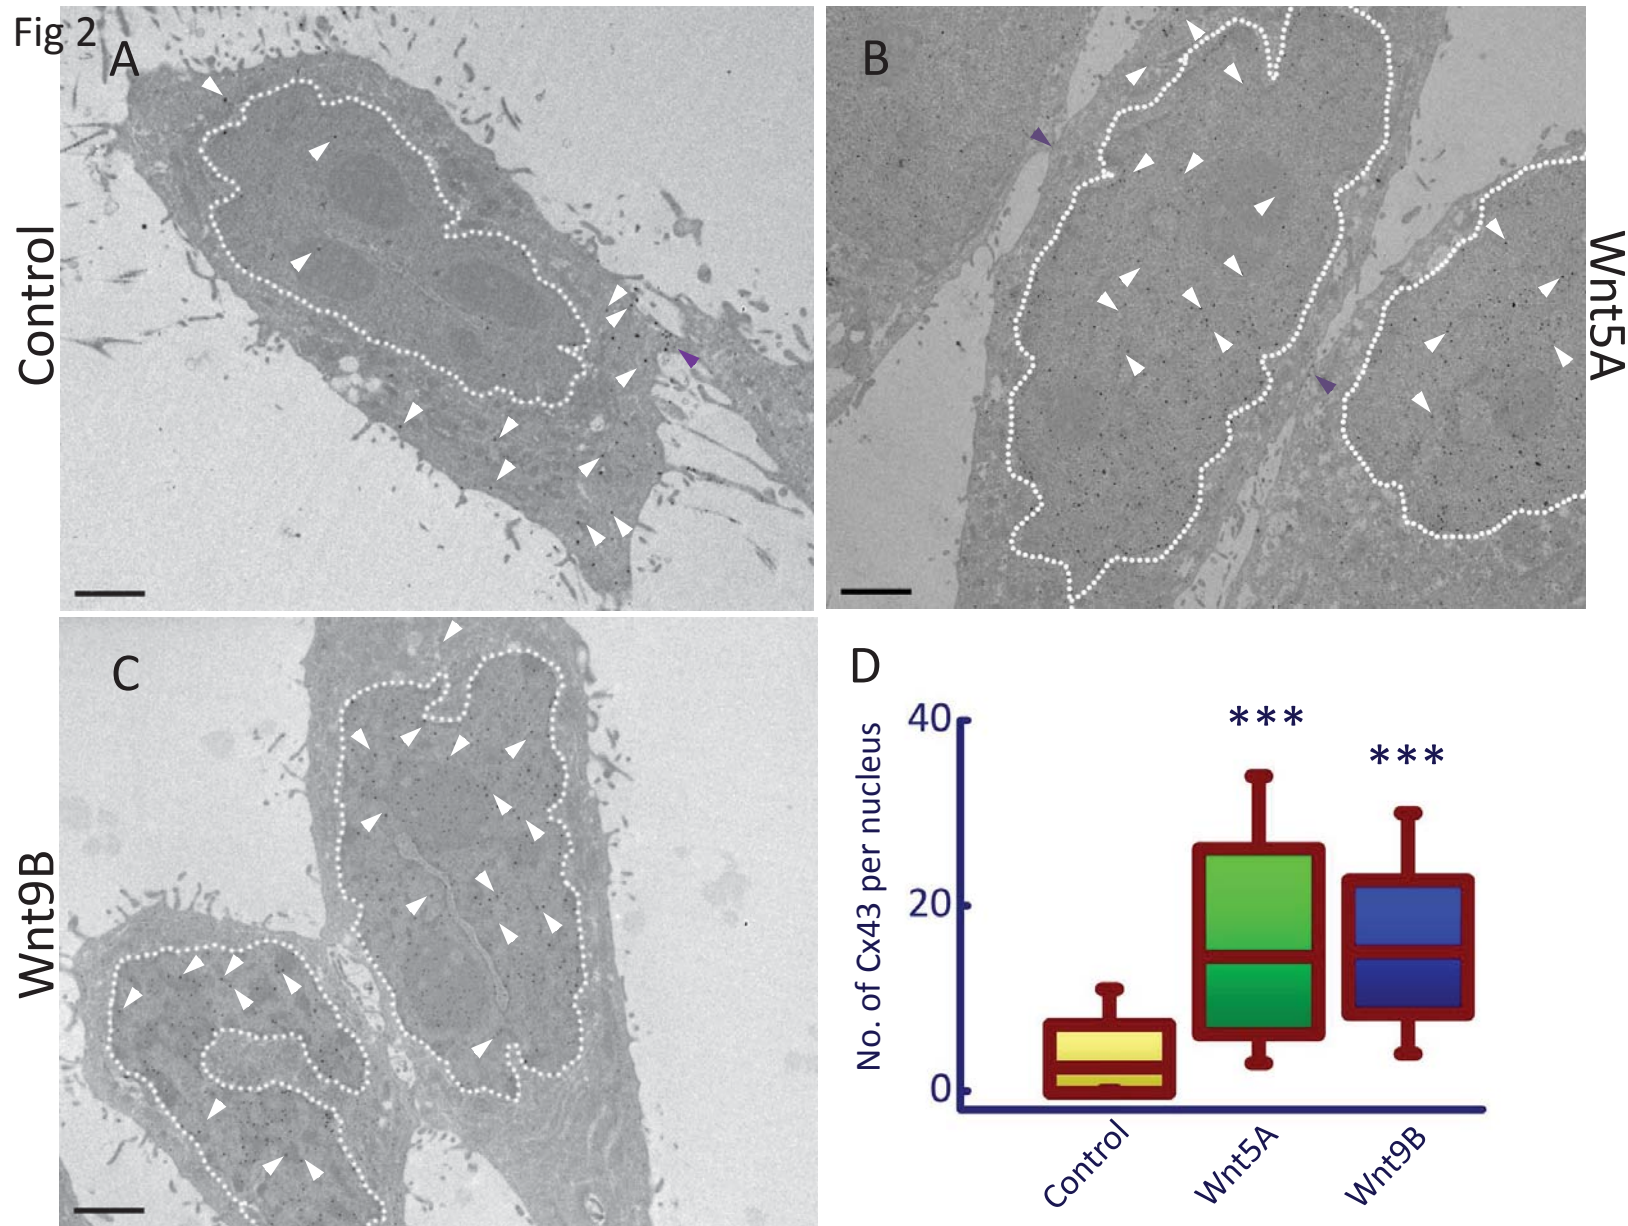 Fig 2
A
B
Control
Wnt5A
C
D
Wnt9B
No. of Cx43 per nucleus
40
20
0
***
***
Control
Wnt5A
Wnt9B